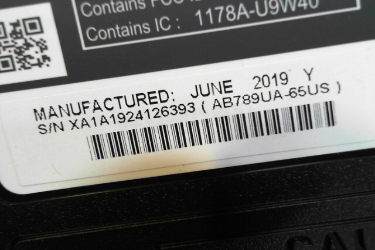 Contains IC : 1178A-U9W40
MANUFACTURED: JUNE 2019 Y
S/N XA1A1924126393 ( AB789UA-65US )